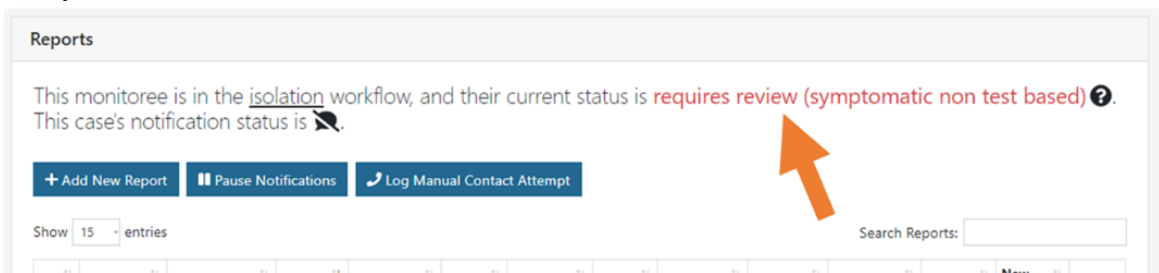 Reports
This monitoree is in the isolation workflow, and their current status is requires review (symptomatic non test based) ?.
This case's notification status is .
+ Add New Report Pause Notifications Log Manual Contact Attempt
Show 15 entries Search Reports: